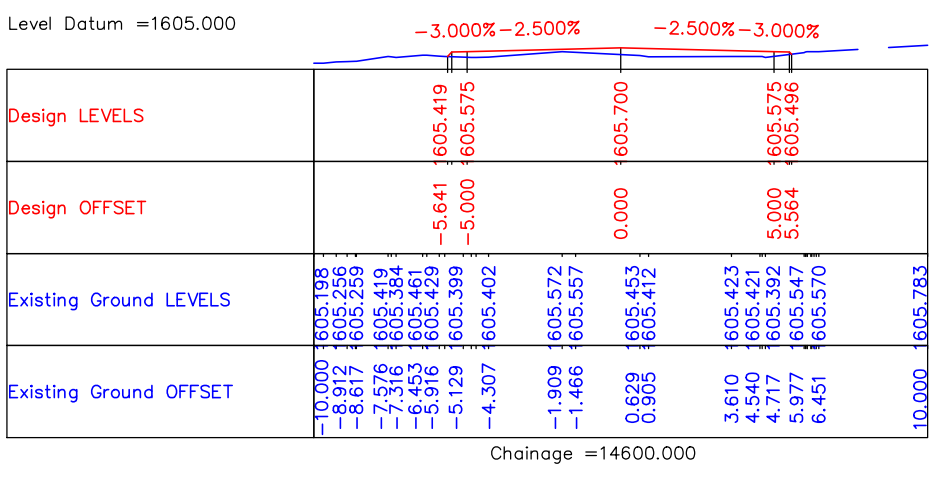 Level Datum =1605.000
-3.000% -2.500% -2.500% -3.000%
Design LEVELS 1605.419 1605.575 1605.700 1605.575 1605.496
Design OFFSET -5.641 -5.000 0.000 5.000 5.564
Existing Ground LEVELS 1605.198 1605.256 1605.259 1605.419 1605.384 1605.461 1605.429 1605.399 1605.402 1605.572 1605.557 1605.453 1605.412 1605.423 1605.421 1605.392 1605.547 1605.570 1605.783
Existing Ground OFFSET -10.000 -8.912 -8.617 -7.576 -7.316 -6.453 -5.916 -5.129 -4.307 -1.909 -1.466 0.629 0.905 3.610 4.540 4.717 5.977 6.451 10.000
Chainage =14600.000